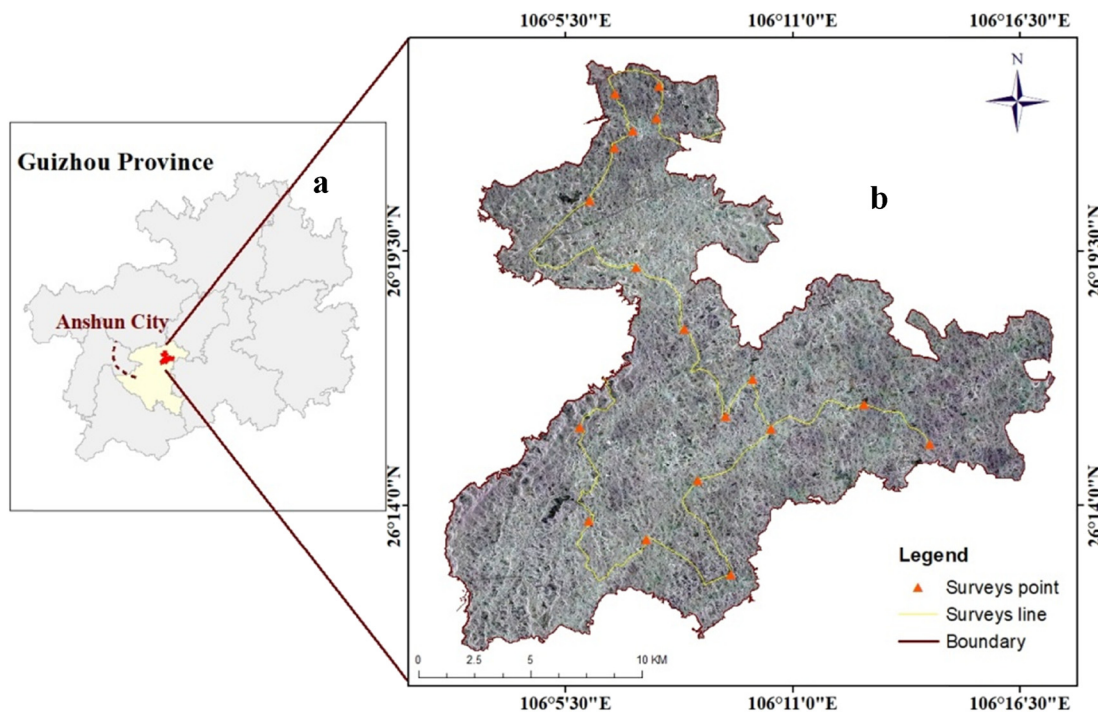 106°5'30"E 106°11'0"E 106°16'30"E
N
Guizhou Province
a
b
26°19'30"N
26°19'30"N
Anshun City
26°14'0"N
26°14'0"N
Legend
Surveys point
Surveys line
Boundary
0 2.5 5 10 KM
106°5'30"E 106°11'0"E 106°16'30"E